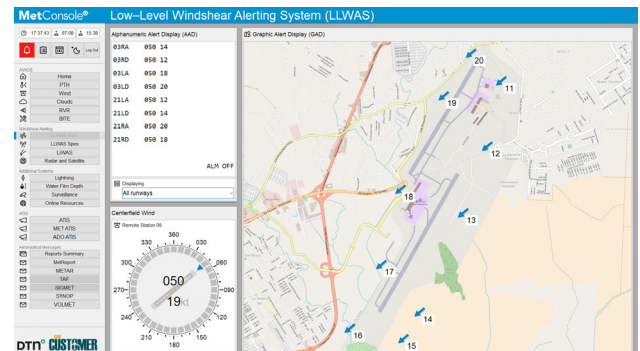 MetConsole® Low–Level Windshear Alerting System (LLWAS)
17:37:43 07:08 15:38
Log Out
AWOS
Home
PTH
Wind
Clouds
RVR
BITE
Windshear Alerting
LLWAS Spes
LiWAS
Radar and Satellite
Additional Systems
Lightning
Water Film Depth
Surveillance
Online Resources
ATIS
ATIS
MET ATIS
ADO ATIS
Aeronautical Messages
Reports Summary
MetReport
METAR
TAF
SIGMET
SYNOP
VOLMET
DTN® CUSTOMER
Alphanumeric Alert Display (AAD)
03RA 050 14
03RD 050 12
03LA 050 18
03LD 050 20
21LA 050 12
21LD 050 14
21RA 050 20
21RD 050 18
ALM OFF
Displaying
All runways
Centerfield Wind
Remote Station 09
360
030
060
090
120
150
180
210
240
270
300
330
050
19kt
Graphic Alert Display (GAD)
20
11
19
12
18
13
17
14
16
15